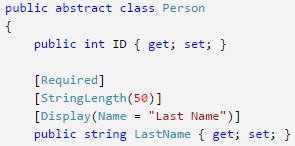 public abstract class Person
{
    public int ID { get; set; }

    [Required]
    [StringLength(50)]
    [Display(Name = "Last Name")]
    public string LastName { get; set; }